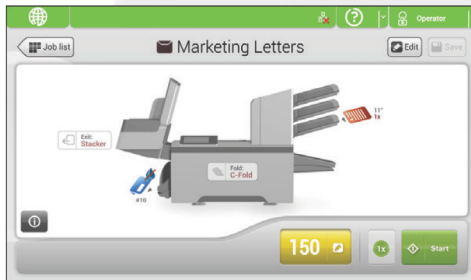 Operator
Job list
Marketing Letters
Edit
Save
11"
1x
Exit:
Stacker
Fold:
C-Fold
#10
150
1x
Start